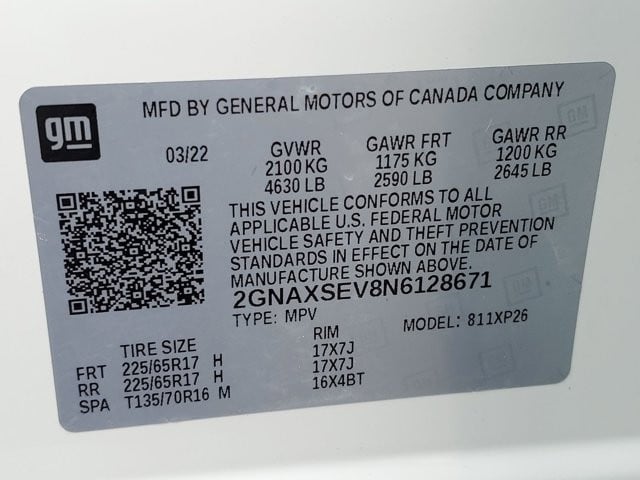 gm
MFD BY GENERAL MOTORS OF CANADA COMPANY
03/22 GVWR GAWR FRT GAWR RR
2100 KG 1175 KG 1200 KG
4630 LB 2590 LB 2645 LB
THIS VEHICLE CONFORMS TO ALL
APPLICABLE U.S. FEDERAL MOTOR
VEHICLE SAFETY AND THEFT PREVENTION
STANDARDS IN EFFECT ON THE DATE OF
MANUFACTURE SHOWN ABOVE.
2GNAXSEV8N6128671
TYPE: MPV MODEL: 811XP26
TIRE SIZE RIM
FRT 225/65R17 H 17X7J
RR 225/65R17 H 17X7J
SPA T135/70R16 M 16X4BT